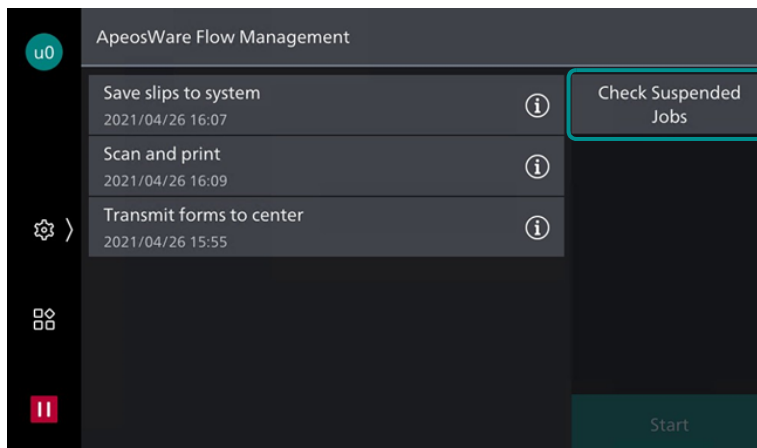 u0
ApeosWare Flow Management
Save slips to system
2021/04/26 16:07
Scan and print
2021/04/26 16:09
Transmit forms to center
2021/04/26 15:55
Check Suspended
Jobs
Start